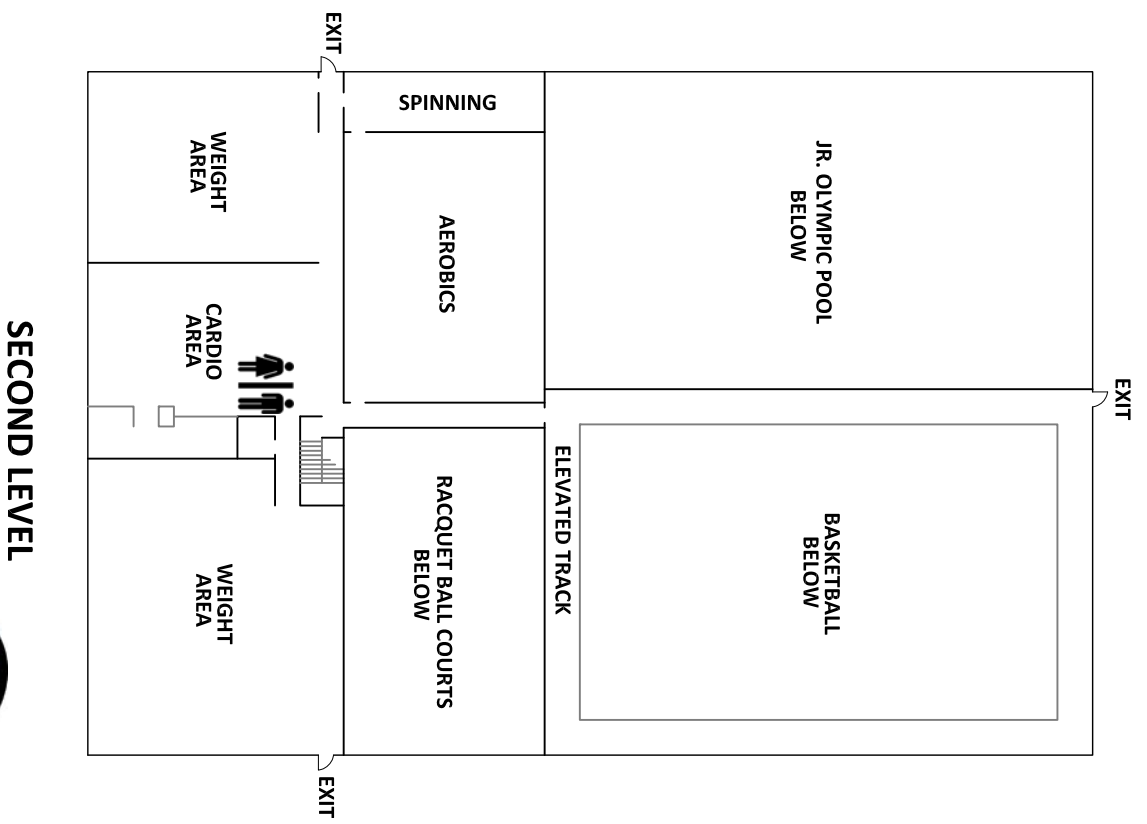 EXIT
SPINNING
WEIGHT
AREA
JR. OLYMPIC POOL
BELOW
AEROBICS
CARDIO
AREA
EXIT
SECOND LEVEL
ELEVATED TRACK
RACQUET BALL COURTS
BELOW
BASKETBALL
BELOW
WEIGHT
AREA
EXIT